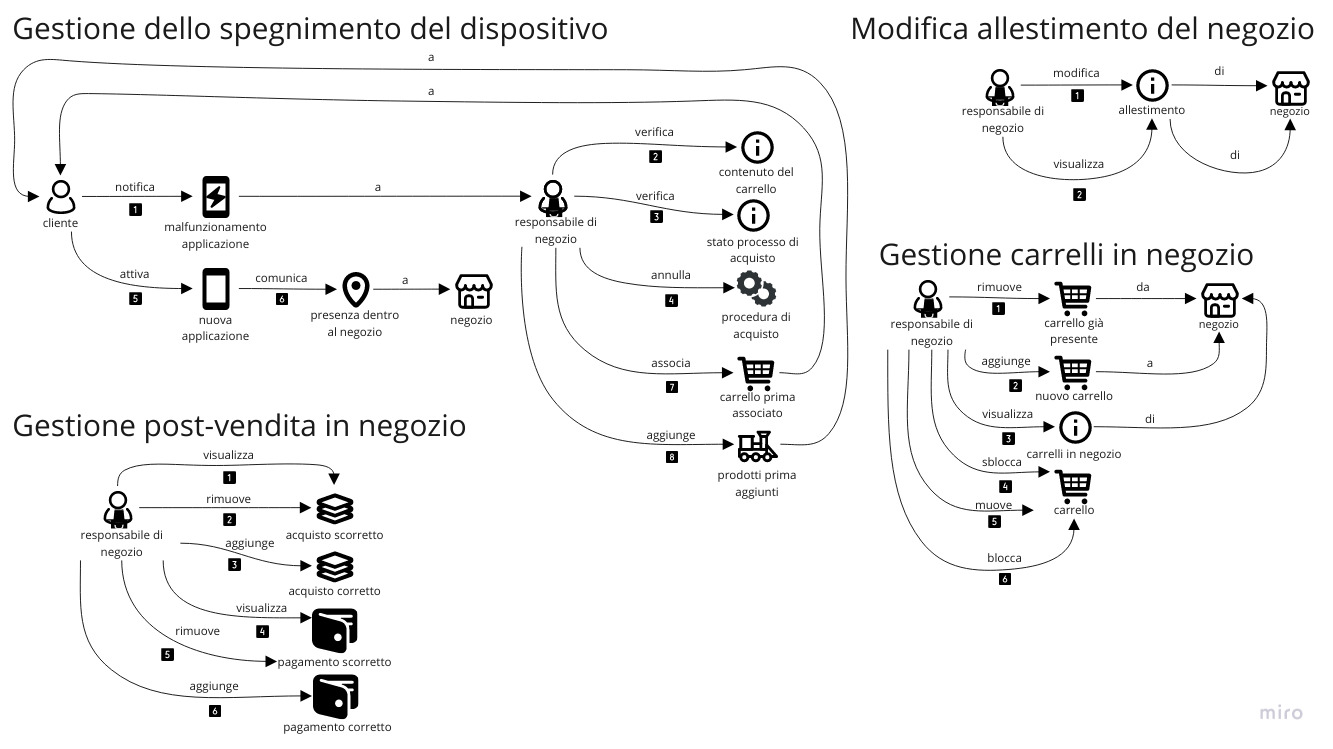 Gestione dello spegnimento del dispositivo
a
a
cliente
notifica
1
malfunzionamento
applicazione
a
responsabile di
negozio
verifica
2
contenuto del
carrello
verifica
3
stato processo di
acquisto
annulla
4
procedura di
acquisto
attiva
5
nuova
applicazione
comunica
6
presenza dentro
al negozio
a
negozio
associa
7
carrello prima
associato
aggiunge
8
prodotti prima
aggiunti
Modifica allestimento del negozio
responsabile di
negozio
modifica
1
allestimento
di
negozio
visualizza
2
di
Gestione carrelli in negozio
responsabile di
negozio
rimuove
1
carrello già
presente
da
negozio
aggiunge
2
nuovo carrello
a
visualizza
3
carrelli in negozio
di
sblocca
4
carrello
muove
5
blocca
6
Gestione post-vendita in negozio
responsabile di
negozio
visualizza
1
rimuove
2
acquisto scorretto
aggiunge
3
acquisto corretto
visualizza
4
rimuove
5
pagamento scorretto
aggiunge
6
pagamento corretto
miro